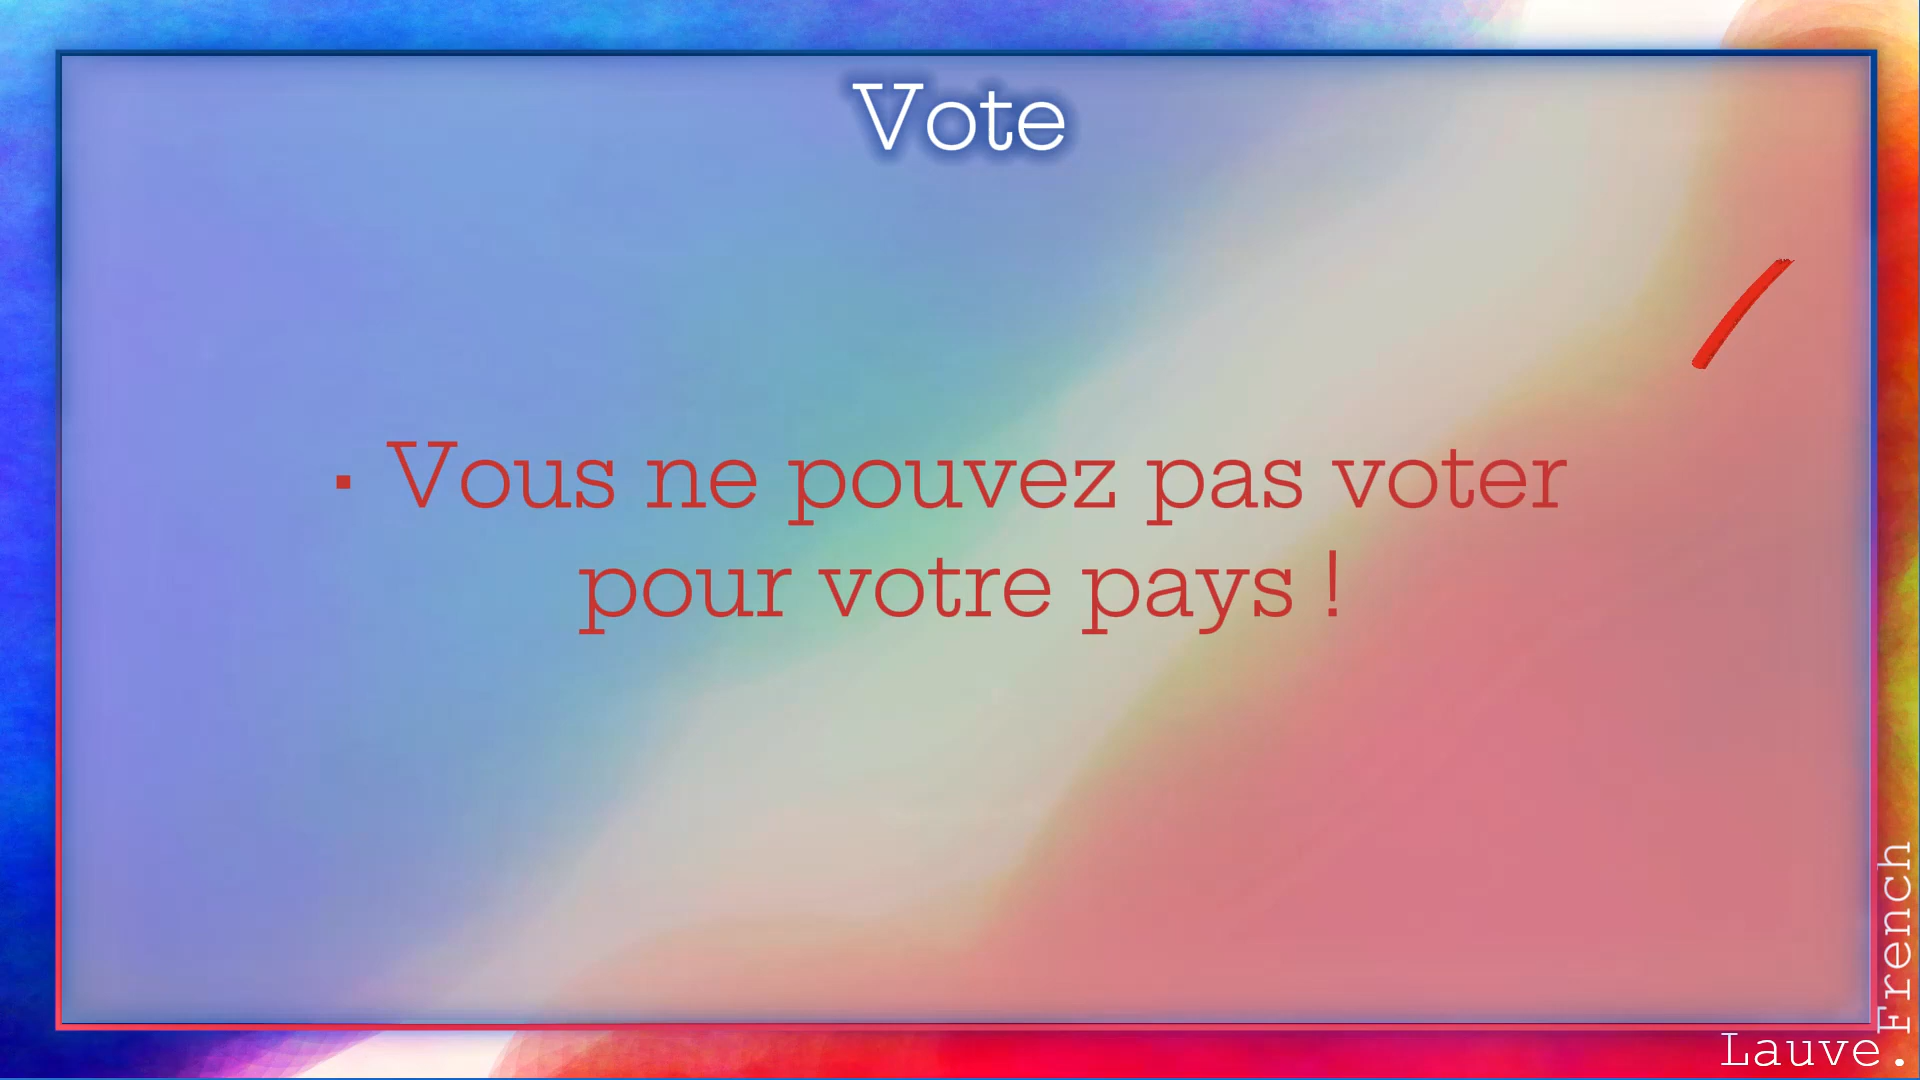 Vote
▪ Vous ne pouvez pas voter
pour votre pays !
Lauve.
French